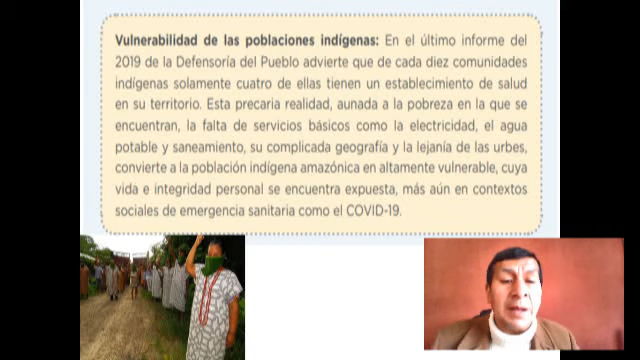 Vulnerabilidad de las poblaciones indígenas: En el último informe del
2019 de la Defensoría del Pueblo advierte que de cada diez comunidades
indígenas solamente cuatro de ellas tienen un establecimiento de salud
en su territorio. Esta precaria realidad, aunada a la pobreza en la que se
encuentran, la falta de servicios básicos como la electricidad, el agua
potable y saneamiento, su complicada geografía y la lejanía de las urbes,
convierte a la población indígena amazónica en altamente vulnerable, cuya
vida e integridad personal se encuentra expuesta, más aún en contextos
sociales de emergencia sanitaria como el COVID-19.